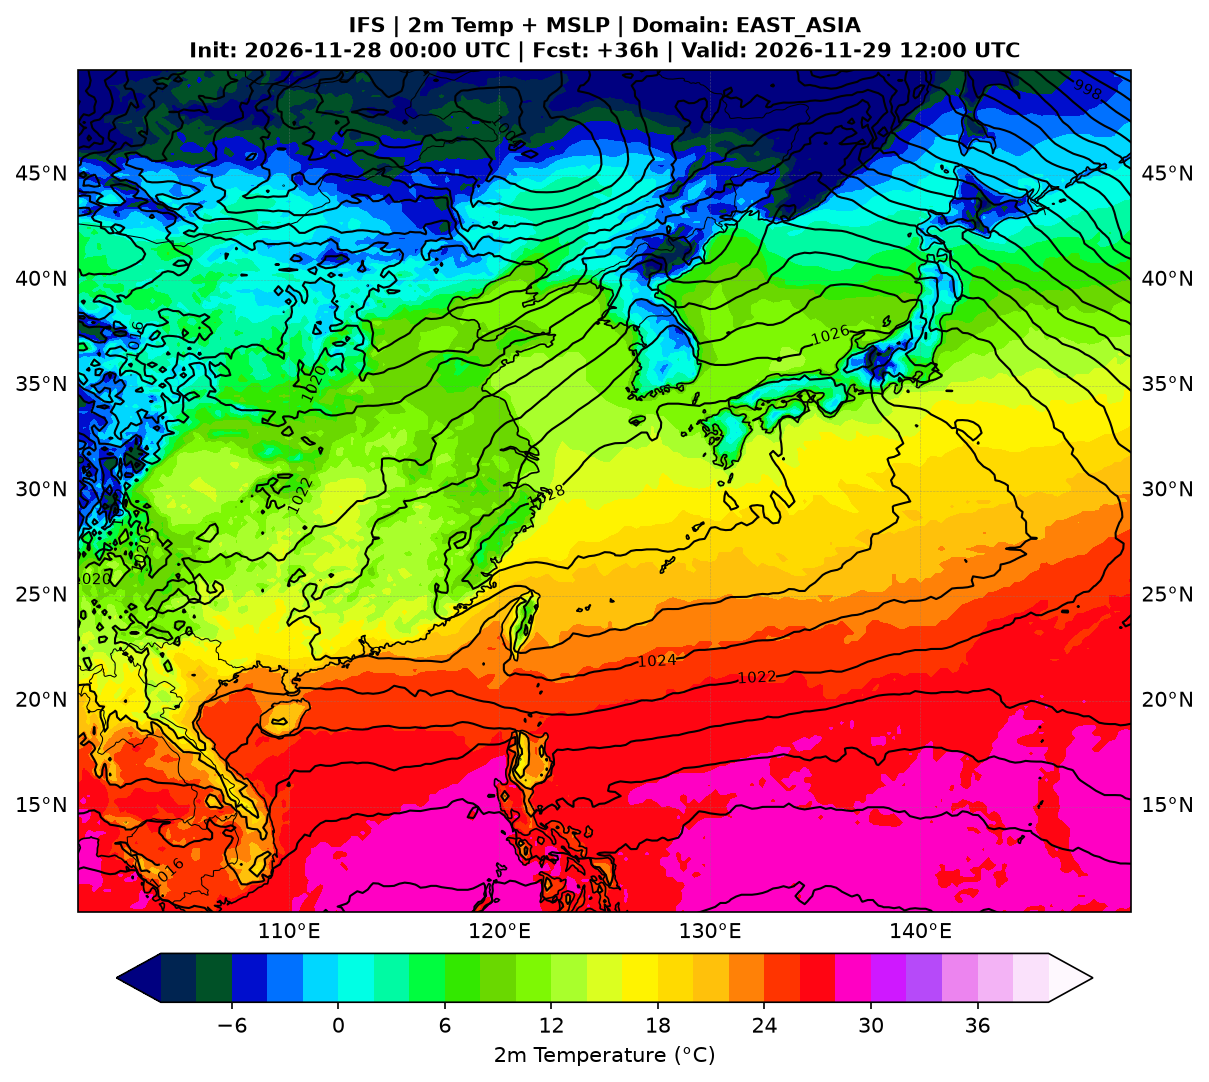 IFS | 2m Temp + MSLP | Domain: EAST_ASIA
Init: 2026-11-28 00:00 UTC | Fcst: +36h | Valid: 2026-11-29 12:00 UTC
998
45°N 45°N
40°N 40°N
1016
1026
1020
35°N 35°N
1022
1028
30°N 30°N
1020
1020
25°N 25°N
1024
1022
20°N 20°N
15°N 15°N
1016
110°E 120°E 130°E 140°E
−6 0 6 12 18 24 30 36
2m Temperature (°C)